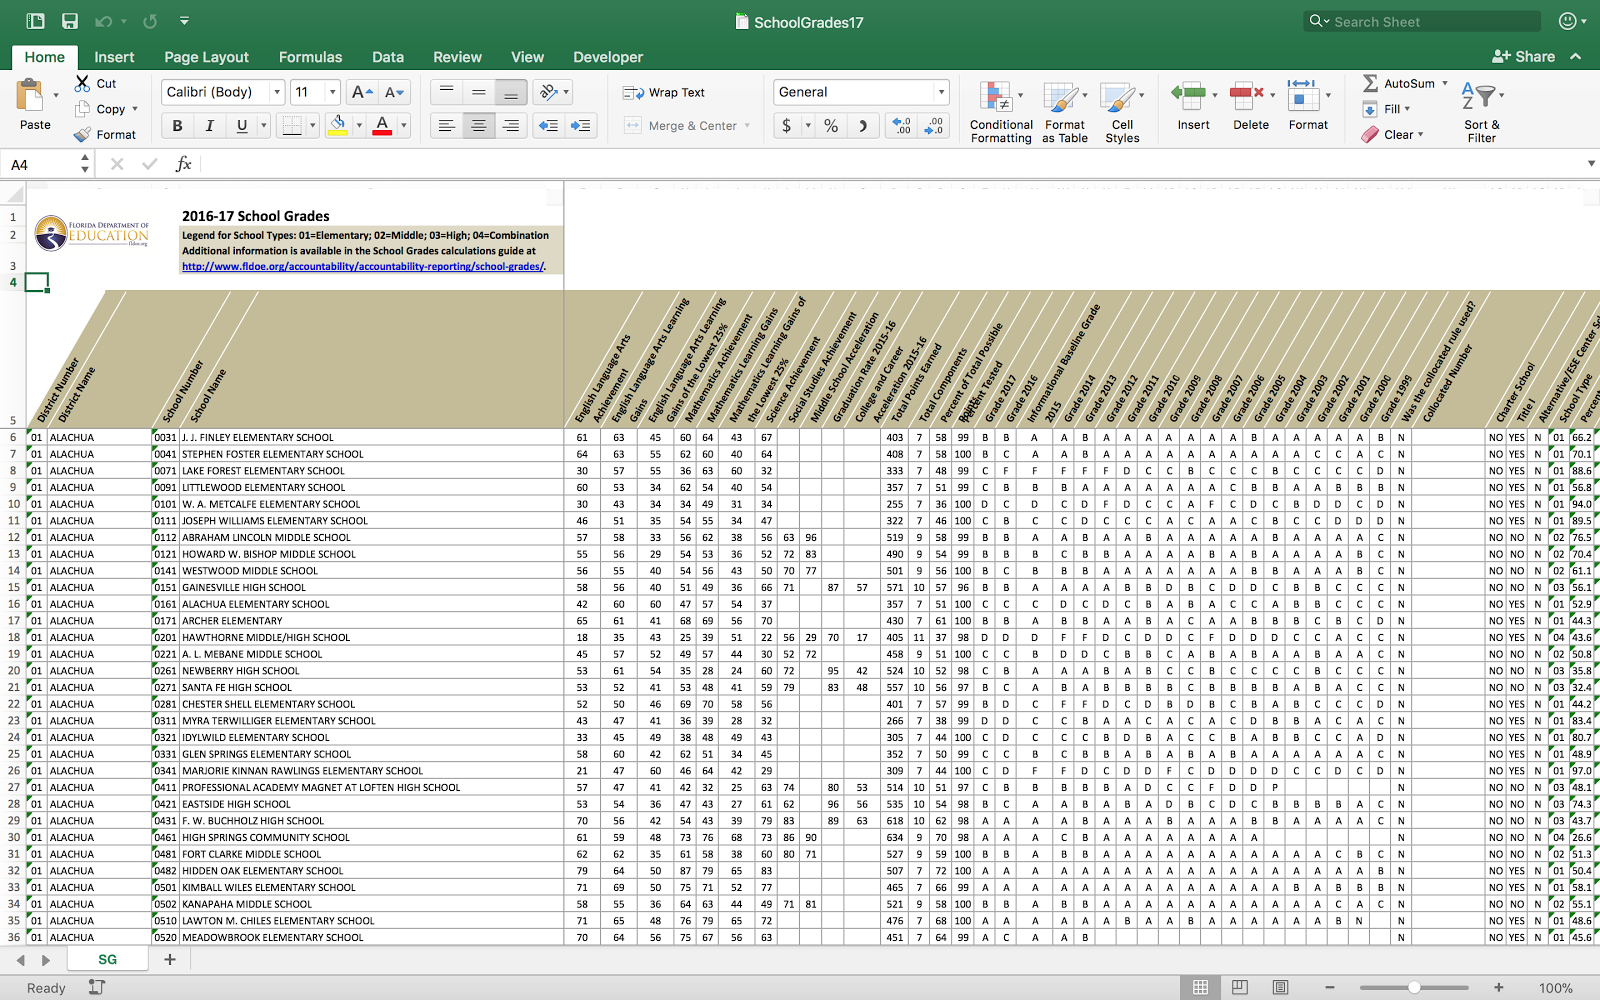 SchoolGrades17
Search Sheet
Home Insert Page Layout Formulas Data Review View Developer Share
Paste Cut Copy Format
Calibri (Body) 11 A A B I U A
Wrap Text
Merge & Center
General
$ %
Conditional Formatting
Format as Table
Cell Styles
Insert Delete Format
AutoSum
Fill
Clear
Sort & Filter
A4 fx
1 2016-17 School Grades
FLORIDA DEPARTMENT OF
EDUCATION
fldoe.org
2 Legend for School Types: 01=Elementary; 02=Middle; 03=High; 04=Combination
Additional information is available in the School Grades calculations guide at
3 http://www.fldoe.org/accountability/accountability-reporting/school-grades/.
4
5
District Number
District Name
School Number
School Name
English Language Arts Achievement
English Language Arts Learning Gains
English Language Arts Learning Gains of the Lowest 25%
Mathematics Achievement
Mathematics Learning Gains
Mathematics Learning Gains of the Lowest 25%
Science Achievement
Social Studies Achievement
Middle School Acceleration
Graduation Rate 2015-16
College and Career Acceleration 2015-16
Total Points Earned
Total Components
Percent of Total Possible Points
Percent Tested
Grade 2017
Grade 2016
Informational Baseline Grade 2015
Grade 2014
Grade 2013
Grade 2012
Grade 2011
Grade 2010
Grade 2009
Grade 2008
Grade 2007
Grade 2006
Grade 2005
Grade 2004
Grade 2003
Grade 2002
Grade 2001
Grade 2000
Grade 1999
Was the collocated rule used?
Collocated Number
Charter School
Title I
Alternative/ESE Center Sc
School Type
Percent
6 01 ALACHUA 0031 J. J. FINLEY ELEMENTARY SCHOOL 61 63 45 60 64 43 67 403 7 58 99 B B A A B A A A A A A A B A A A A A B N NO YES N 01 66.2
7 01 ALACHUA 0041 STEPHEN FOSTER ELEMENTARY SCHOOL 64 63 55 62 60 40 64 408 7 58 100 B C A A B A A A A A A A A A C C A A C N NO YES N 01 70.1
8 01 ALACHUA 0071 LAKE FOREST ELEMENTARY SCHOOL 30 57 55 36 63 60 32 333 7 48 99 C F F F F F D C C B C C C B C C C C D N NO YES N 01 88.6
9 01 ALACHUA 0091 LITTLEWOOD ELEMENTARY SCHOOL 60 53 34 62 54 40 54 357 7 51 99 C B B B A A A A A A A C B B A A B B B N NO YES N 01 56.8
10 01 ALACHUA 0101 W. A. METCALFE ELEMENTARY SCHOOL 30 43 34 34 49 31 34 255 7 36 100 D C D C D F D C C A F C D C B D D C D N NO YES N 01 94.0
11 01 ALACHUA 0111 JOSEPH WILLIAMS ELEMENTARY SCHOOL 46 51 35 54 55 34 47 322 7 46 100 C B C C D C C C A C A A C B C C D D D N NO YES N 01 89.5
12 01 ALACHUA 0112 ABRAHAM LINCOLN MIDDLE SCHOOL 57 58 33 56 62 38 56 63 96 519 9 58 99 B B A B A A B A A A A A B A A A A B C N NO NO N 02 76.5
13 01 ALACHUA 0121 HOWARD W. BISHOP MIDDLE SCHOOL 55 56 29 54 53 36 52 72 83 490 9 54 99 B B B C B B A A A A B A B A A A A B C N NO NO N 02 70.4
14 01 ALACHUA 0141 WESTWOOD MIDDLE SCHOOL 56 55 40 54 56 43 50 70 77 501 9 56 100 B C B B B A A A A A A A B B A A B B C N NO NO N 02 61.1
15 01 ALACHUA 0151 GAINESVILLE HIGH SCHOOL 58 56 40 51 49 36 66 71 87 57 571 10 57 96 B B A A A A B B D B C D D C B B C C C N NO NO N 03 56.1
16 01 ALACHUA 0161 ALACHUA ELEMENTARY SCHOOL 42 60 60 47 57 54 37 357 7 51 100 C C C D C D C B A B A C C A B B C C C N NO YES N 01 52.9
17 01 ALACHUA 0171 ARCHER ELEMENTARY 65 61 41 68 69 56 70 430 7 61 100 B A B A B B A A A B A C A A B B C C D N NO YES N 01 44.3
18 01 ALACHUA 0201 HAWTHORNE MIDDLE/HIGH SCHOOL 18 35 43 25 39 51 22 56 29 70 17 405 11 37 98 D D D F F D C D D C F D D D C C A C C N NO YES N 04 43.6
19 01 ALACHUA 0221 A. L. MEBANE MIDDLE SCHOOL 45 57 52 49 57 44 30 52 72 458 9 51 100 C C B D D C B A A C A B C A B B A C C N NO NO N 02 50.8
20 01 ALACHUA 0261 NEWBERRY HIGH SCHOOL 53 61 54 35 28 24 60 72 95 42 524 10 52 98 C B A A A B A B C C B C C C C B C C C N NO NO N 03 35.8
21 01 ALACHUA 0271 SANTA FE HIGH SCHOOL 53 52 41 53 48 41 59 79 83 48 557 10 56 97 B C A B A B B B B C B B B B A B A C C N NO NO N 03 32.4
22 01 ALACHUA 0281 CHESTER SHELL ELEMENTARY SCHOOL 52 50 46 69 70 58 56 401 7 57 99 B D C F F D C D B D B C B A B C C C C N NO YES N 01 44.2
23 01 ALACHUA 0311 MYRA TERWILLIGER ELEMENTARY SCHOOL 43 47 41 36 39 28 32 266 7 38 99 D D C C B A A C A C A C D B B A C A C N NO YES N 01 83.4
24 01 ALACHUA 0321 IDYLWILD ELEMENTARY SCHOOL 33 45 49 38 48 49 43 305 7 44 100 C D C C B D B A C C B A B B C C A A D N NO YES N 01 80.7
25 01 ALACHUA 0331 GLEN SPRINGS ELEMENTARY SCHOOL 58 60 42 62 51 34 45 352 7 50 99 C C B C B B A B A B A B A A A A A A C N NO YES N 01 48.9
26 01 ALACHUA 0341 MARJORIE KINNAN RAWLINGS ELEMENTARY SCHOOL 21 47 60 46 64 42 29 309 7 44 100 C D F F D C D D F C D D D D C C D C D N NO YES N 01 97.0
27 01 ALACHUA 0411 PROFESSIONAL ACADEMY MAGNET AT LOFTEN HIGH SCHOOL 57 47 41 42 32 25 63 74 80 53 514 10 51 97 C B B B B A D C C F D D P N NO NO N 03 48.1
28 01 ALACHUA 0421 EASTSIDE HIGH SCHOOL 53 54 36 47 43 27 61 62 96 56 535 10 54 98 B C A A B A B A D B C D C B B B B A C N NO NO N 03 74.3
29 01 ALACHUA 0431 F. W. BUCHHOLZ HIGH SCHOOL 70 56 42 54 43 39 79 83 89 63 618 10 62 98 A A A A A A B A A B A A B B A A A A C N NO NO N 03 43.7
30 01 ALACHUA 0461 HIGH SPRINGS COMMUNITY SCHOOL 61 59 48 73 76 68 73 86 90 634 9 70 98 A A A C B A A A A A A A A N NO NO N 04 26.6
31 01 ALACHUA 0481 FORT CLARKE MIDDLE SCHOOL 62 62 35 61 58 38 60 80 71 527 9 59 100 B B A B B A A A A A A A A A A A C B C N NO NO N 02 51.3
32 01 ALACHUA 0482 HIDDEN OAK ELEMENTARY SCHOOL 79 64 50 87 79 65 83 507 7 72 100 A A A A A A A A A A A A A A A A A A B N NO YES N 01 50.4
33 01 ALACHUA 0501 KIMBALL WILES ELEMENTARY SCHOOL 71 69 50 75 71 52 77 465 7 66 99 A A A A A A A A A A A A A A B A B B B N NO YES N 01 58.1
34 01 ALACHUA 0502 KANAPAHA MIDDLE SCHOOL 58 55 36 64 63 44 49 71 81 521 9 58 100 B B A B B A A A A A A A A A A A C A C N NO NO N 02 55.1
35 01 ALACHUA 0510 LAWTON M. CHILES ELEMENTARY SCHOOL 71 65 48 76 79 65 72 476 7 68 100 A A A A A A B A A B A A A A A A B N NO YES N 01 48.6
36 01 ALACHUA 0520 MEADOWBROOK ELEMENTARY SCHOOL 70 64 56 75 67 56 63 451 7 64 99 A C A A B N NO YES N 01 45.6
SG +
Ready
100%